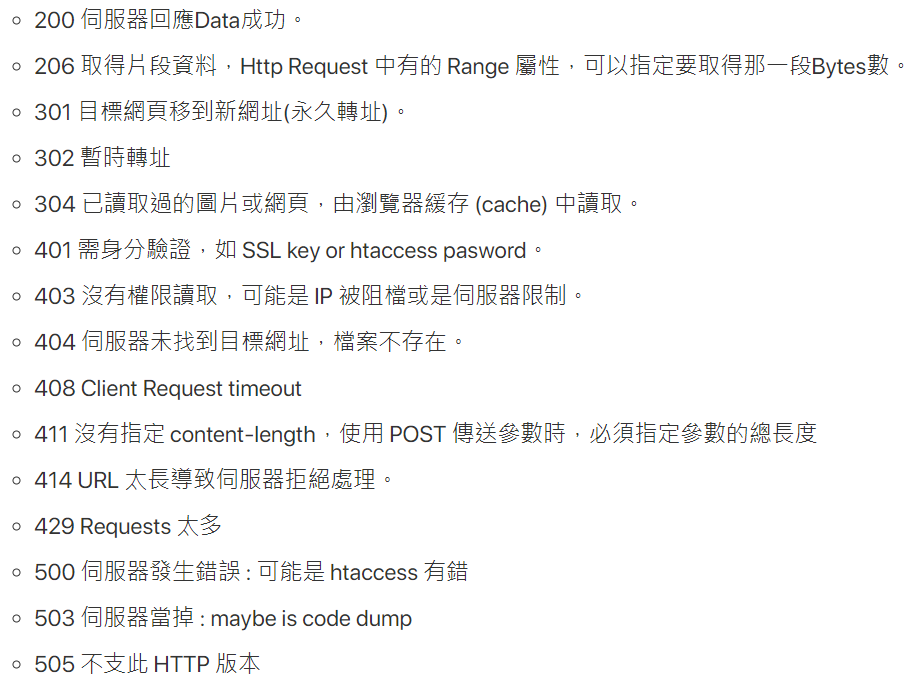 200 伺服器回應Data成功。
206 取得片段資料，Http Request 中有的 Range 屬性，可以指定要取得那一段Bytes數。
301 目標網頁移到新網址(永久轉址)。
302 暫時轉址
304 已讀取過的圖片或網頁，由瀏覽器緩存 (cache) 中讀取。
401 需身分驗證，如 SSL key or htaccess pasword。
403 沒有權限讀取，可能是 IP 被阻檔或是伺服器限制。
404 伺服器未找到目標網址，檔案不存在。
408 Client Request timeout
411 沒有指定 content-length，使用 POST 傳送參數時，必須指定參數的總長度
414 URL 太長導致伺服器拒絕處理。
429 Requests 太多
500 伺服器發生錯誤 : 可能是 htaccess 有錯
503 伺服器當掉 : maybe is code dump
505 不支此 HTTP 版本